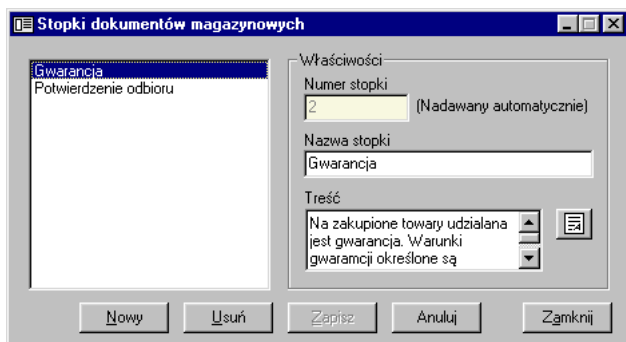 Stopki dokumentów magazynowych
Gwarancja
Potwierdzenie odbioru
Właściwości
Numer stopki
2 (Nadawany automatycznie)
Nazwa stopki
Gwarancja
Treść
Na zakupione towary udzialana
jest gwarancja. Warunki
gwaramcji określone są
Nowy Usuń Zapisz Anuluj Zamknij